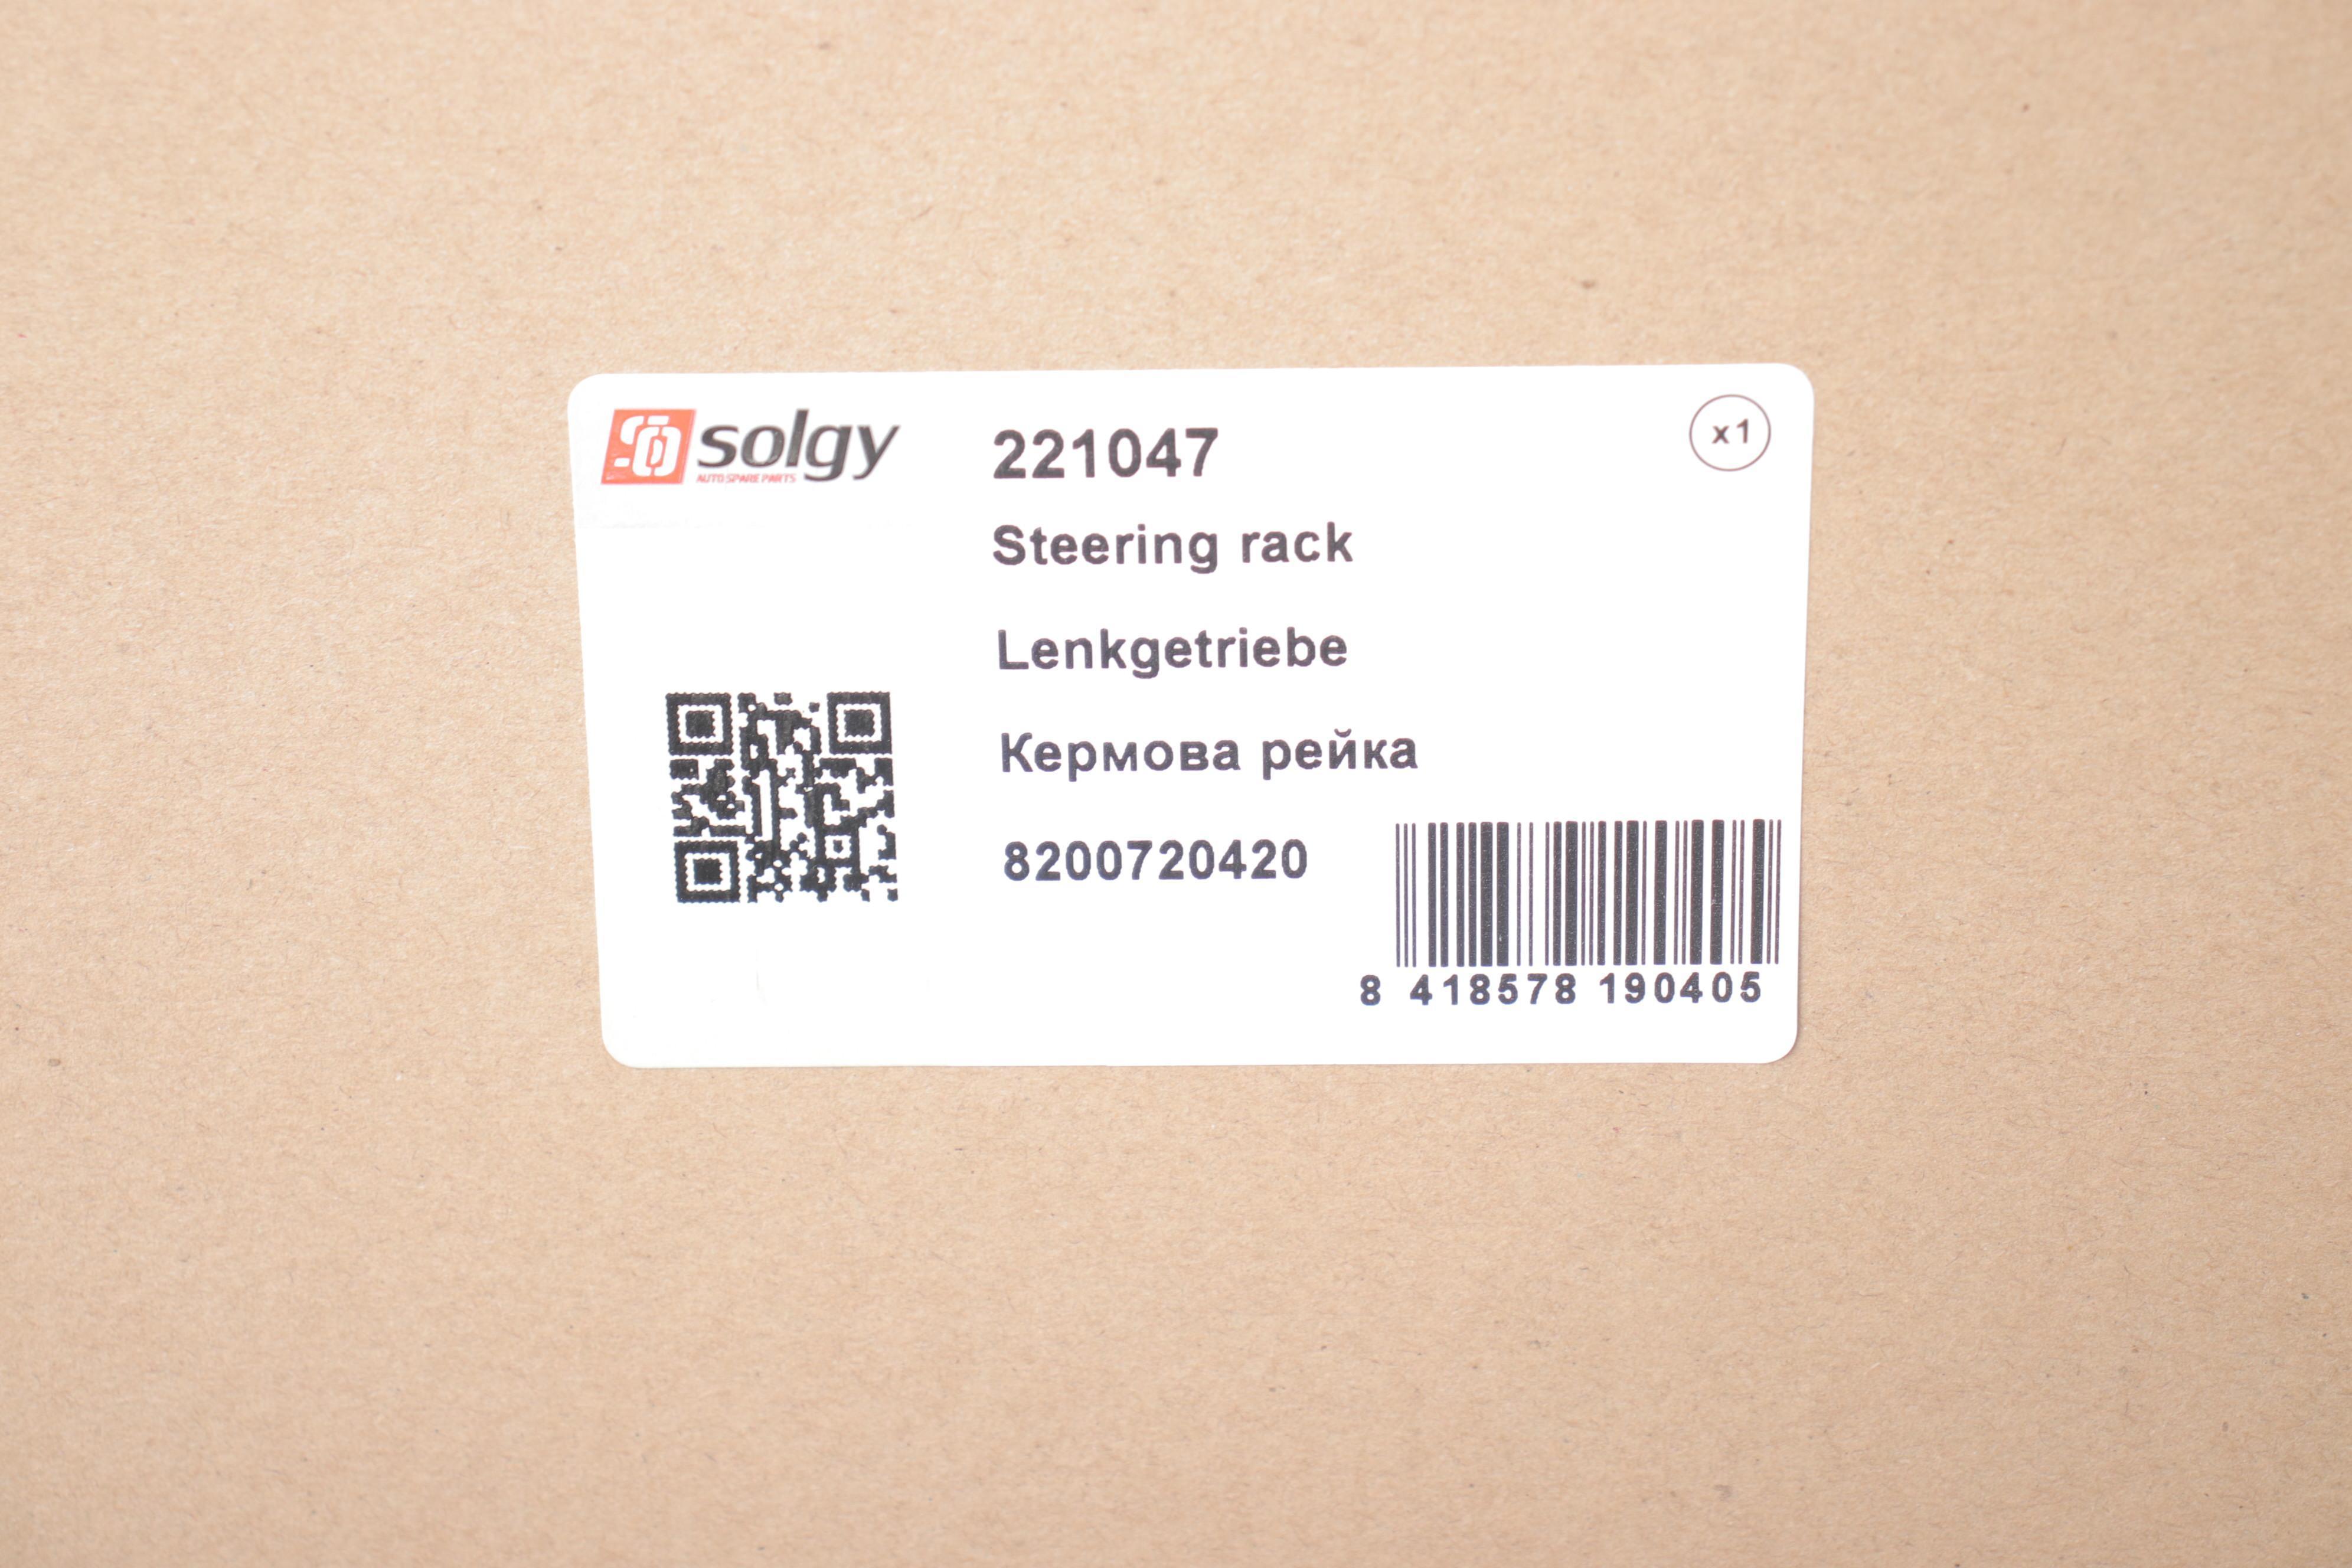 solgy
AUTO SPARE PARTS
221047
x1
Steering rack
Lenkgetriebe
Кермова рейка
8200720420
8 418578 190405